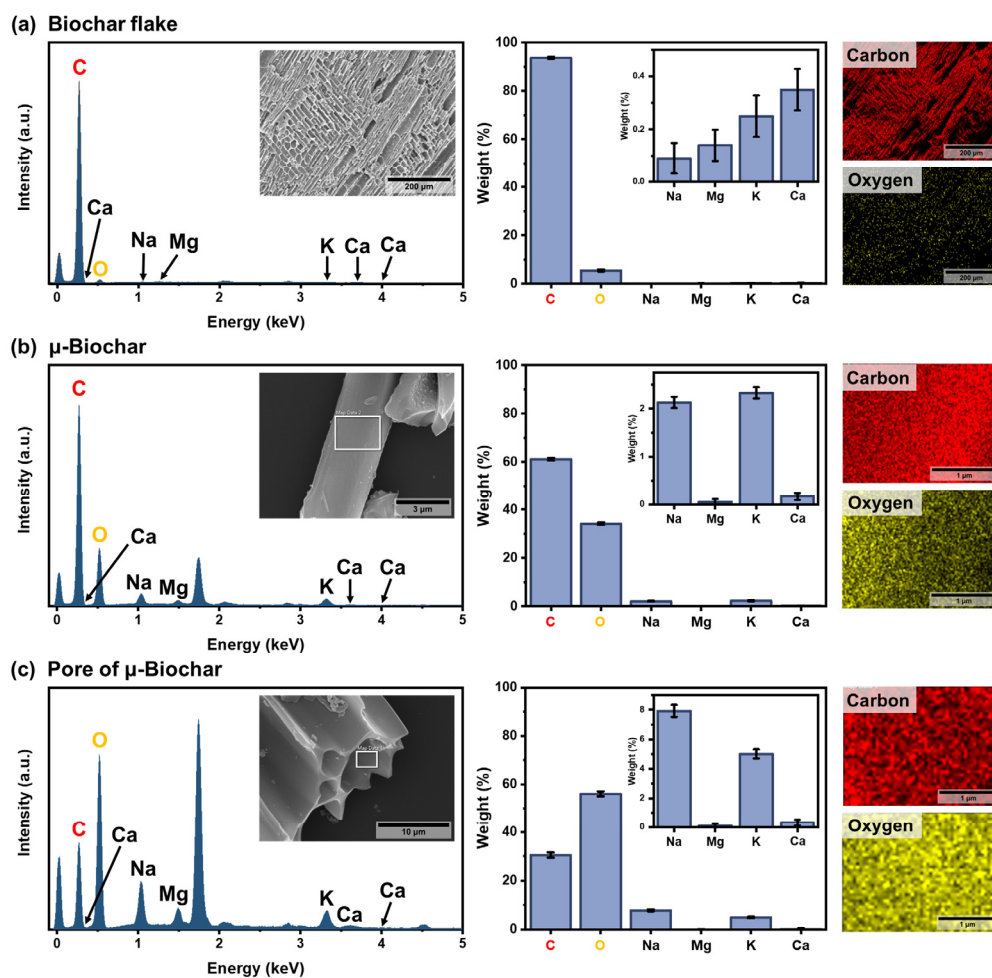 (a) Biochar flake
C
Ca
O
Na
Mg
K
Ca
Ca
Intensity (a.u.)
0 1 2 3 4 5
Energy (keV)
200 µm
Weight (%)
100
80
60
40
20
0
C O Na Mg K Ca
Weight (%)
0.4
0.2
0.0
Na Mg K Ca
Carbon
200 µm
Oxygen
200 µm
(b) µ-Biochar
C
O
Ca
Na
Mg
K
Ca
Ca
Intensity (a.u.)
0 1 2 3 4 5
Energy (keV)
Map Data 2
3 µm
Weight (%)
100
80
60
40
20
0
C O Na Mg K Ca
Weight (%)
2
1
0
Na Mg K Ca
Carbon
1 µm
Oxygen
1 µm
(c) Pore of µ-Biochar
O
C
Ca
Na
Mg
K
Ca
Ca
Intensity (a.u.)
0 1 2 3 4 5
Energy (keV)
10 µm
Weight (%)
100
80
60
40
20
0
C O Na Mg K Ca
Weight (%)
8
6
4
2
0
Na Mg K Ca
Carbon
1 µm
Oxygen
1 µm